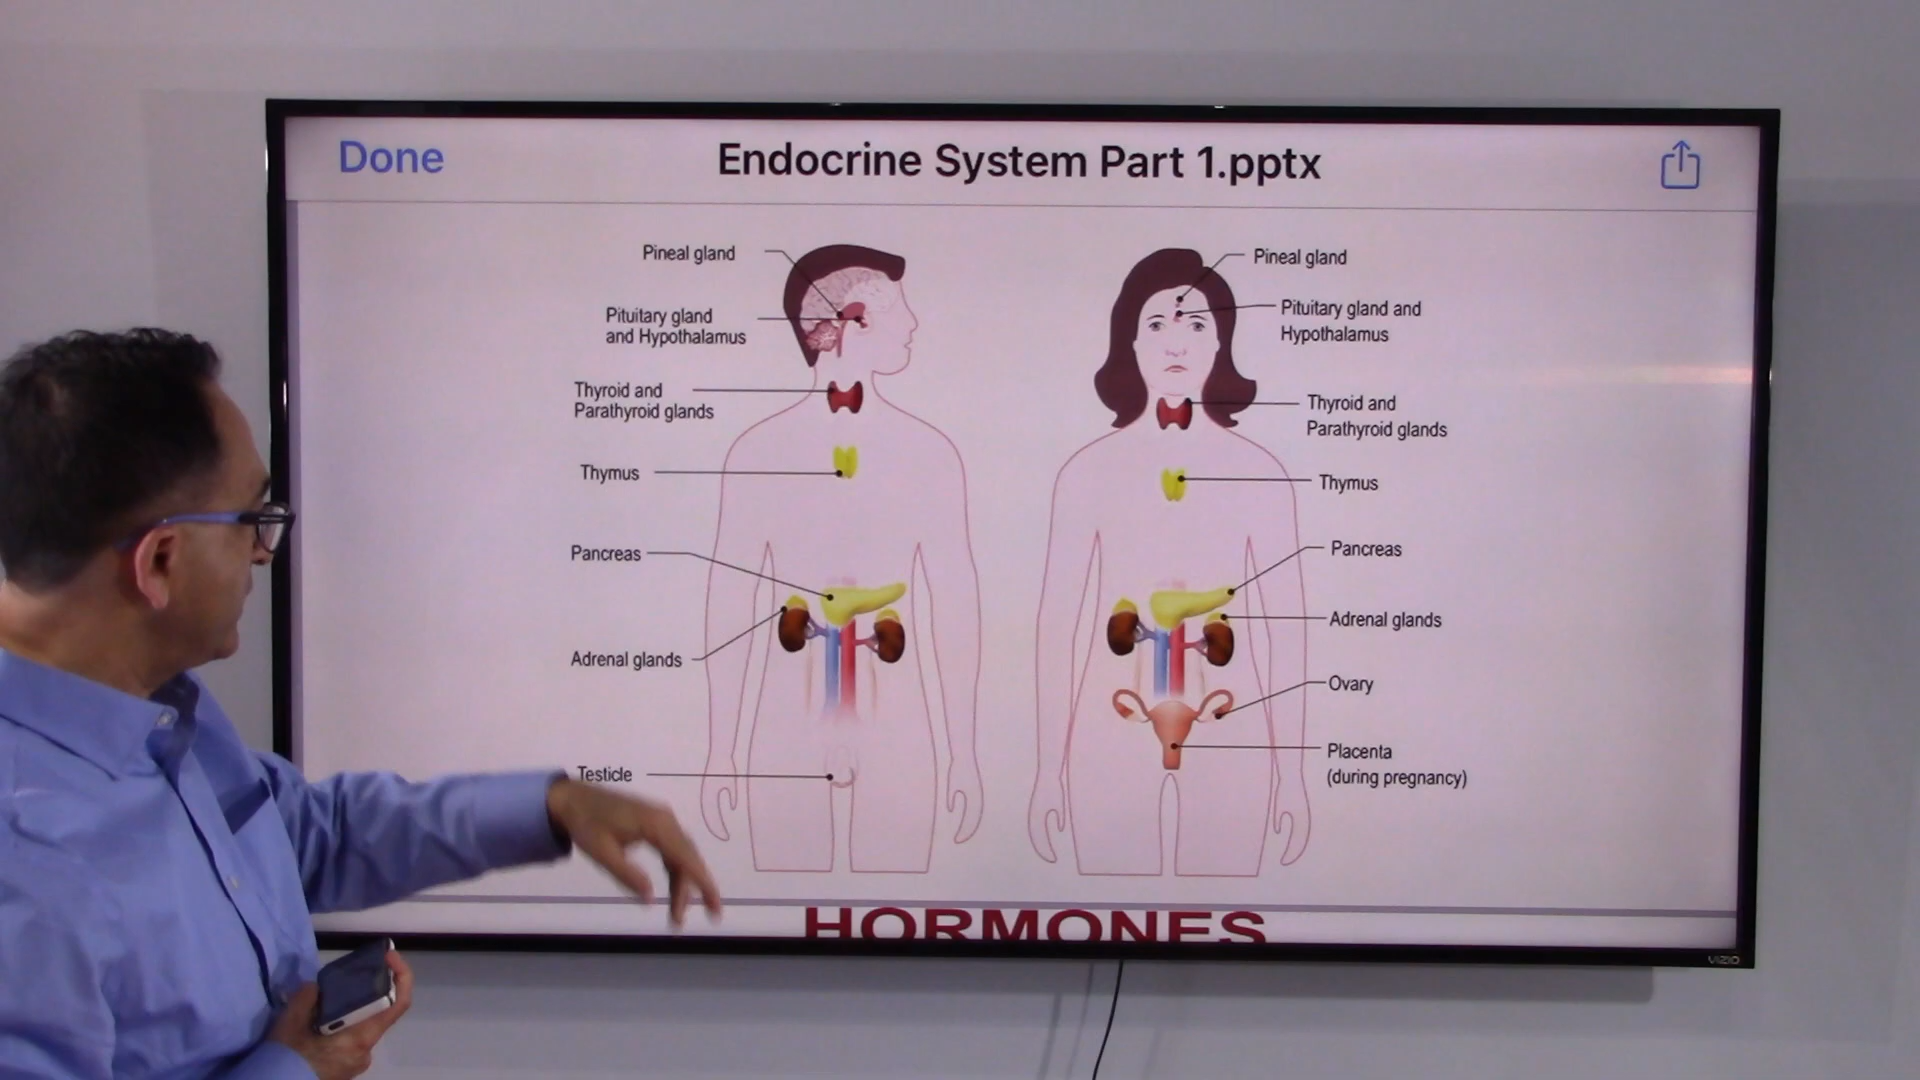 Done
Endocrine System Part 1.pptx
Pineal gland
Pituitary gland
and Hypothalamus
Thyroid and
Parathyroid glands
Thymus
Pancreas
Adrenal glands
Testicle
Pineal gland
Pituitary gland and
Hypothalamus
Thyroid and
Parathyroid glands
Thymus
Pancreas
Adrenal glands
Ovary
Placenta
(during pregnancy)
HORMONES
VIZIO